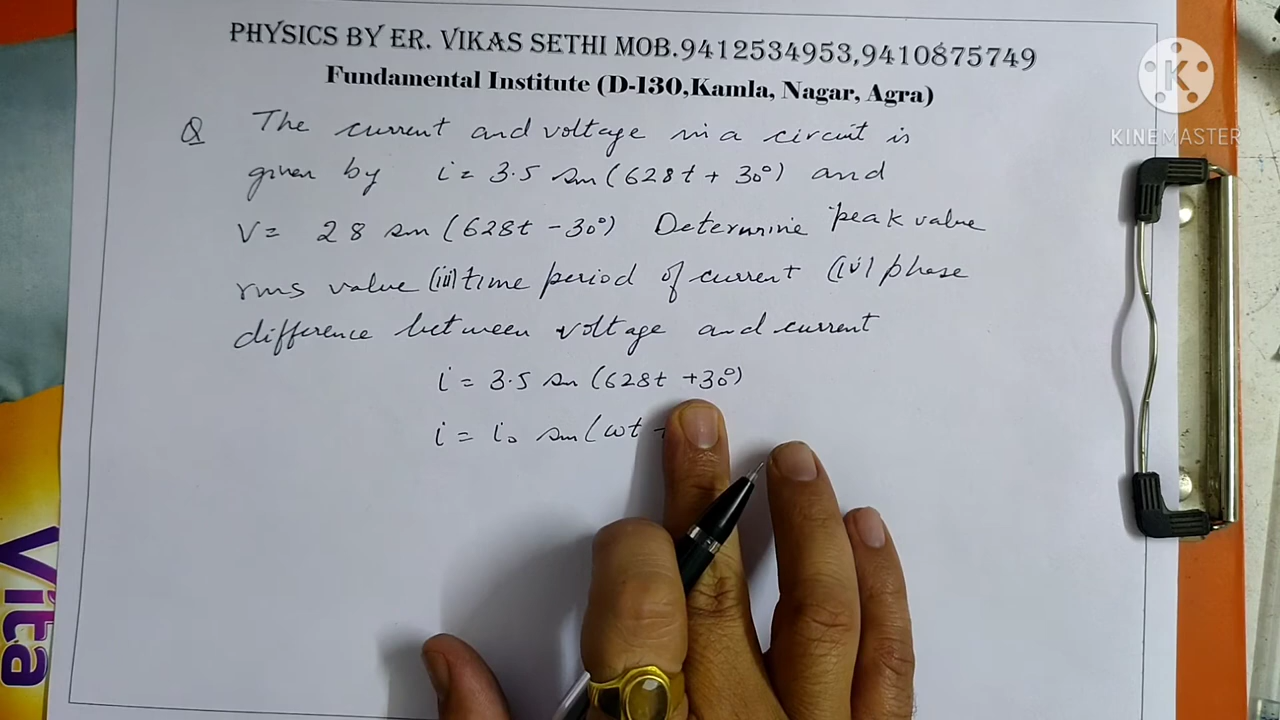 PHYSICS BY ER. VIKAS SETHI MOB.9412534953,9410875749
Fundamental Institute (D-130,Kamla, Nagar, Agra)
Q The current and voltage in a circuit is
given by i = 3.5 sin (628t + 30°) and
V = 28 sin (628t - 30°) Determine peak value
rms value (iii) time period of current (iv) phase
difference between voltage and current
i = 3.5 sin (628t + 30°)
i = i₀ sin (ωt +
K
KINEMASTER
Vita